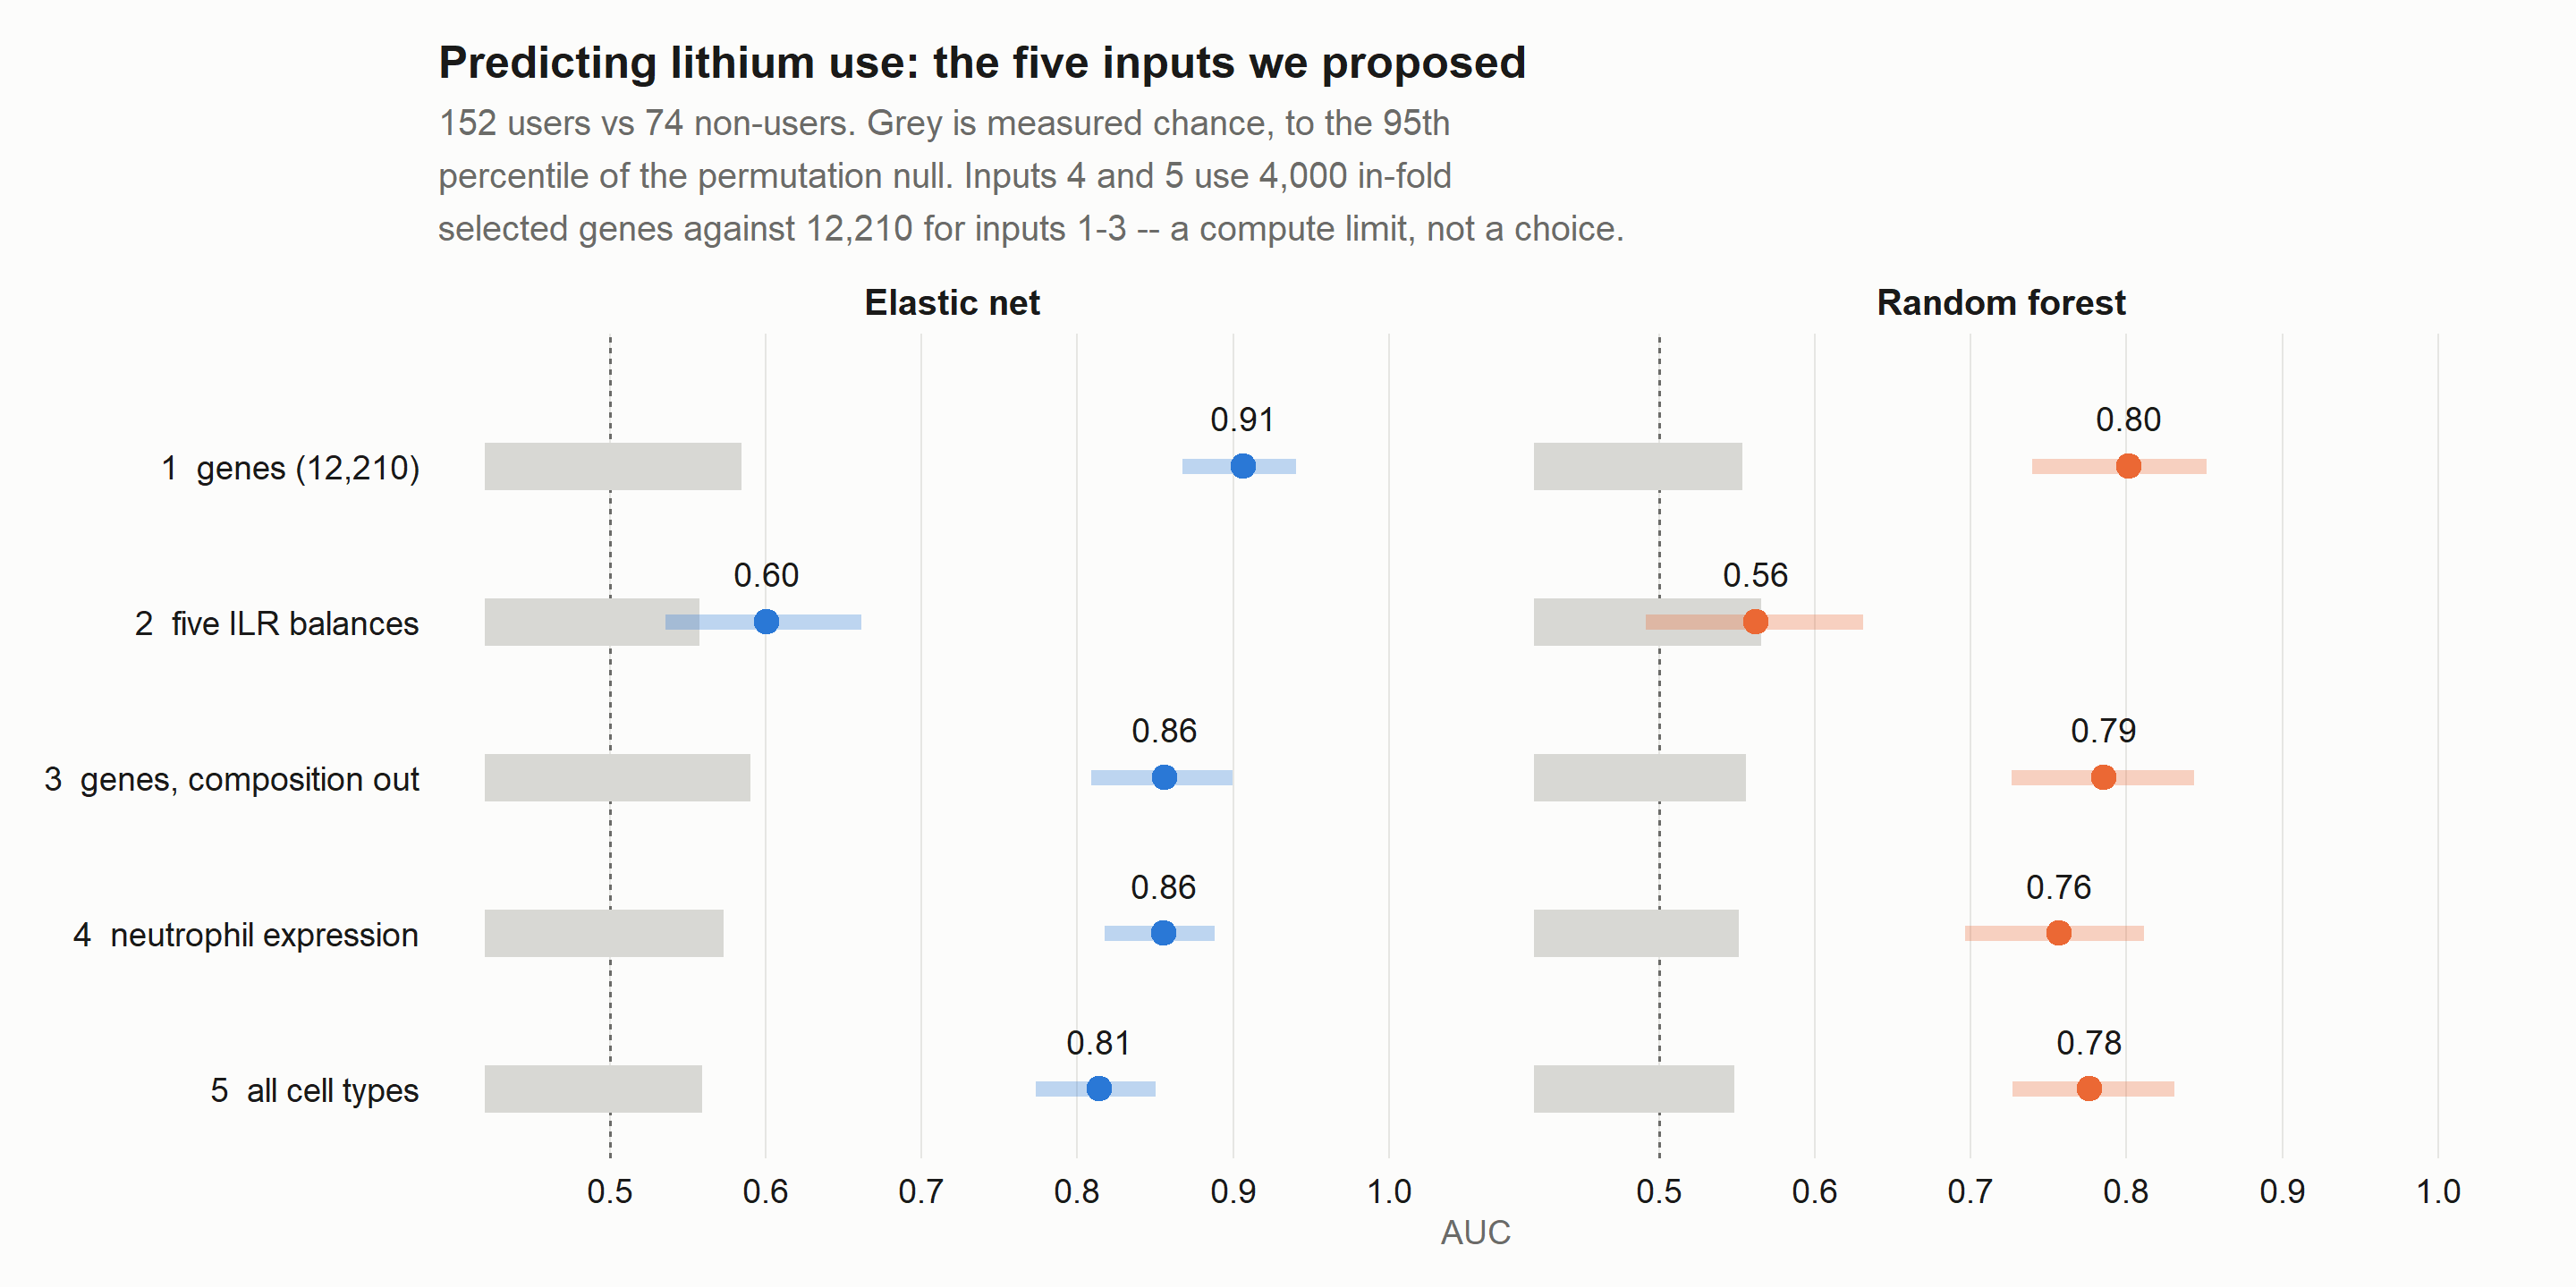 Predicting lithium use: the five inputs we proposed
152 users vs 74 non-users. Grey is measured chance, to the 95th
percentile of the permutation null. Inputs 4 and 5 use 4,000 in-fold
selected genes against 12,210 for inputs 1-3 -- a compute limit, not a choice.
Elastic net
Random forest
0.91
0.80
1 genes (12,210)
0.60
0.56
2 five ILR balances
0.86
0.79
3 genes, composition out
0.86
0.76
4 neutrophil expression
0.81
0.78
5 all cell types
0.5 0.6 0.7 0.8 0.9 1.0
0.5 0.6 0.7 0.8 0.9 1.0
AUC